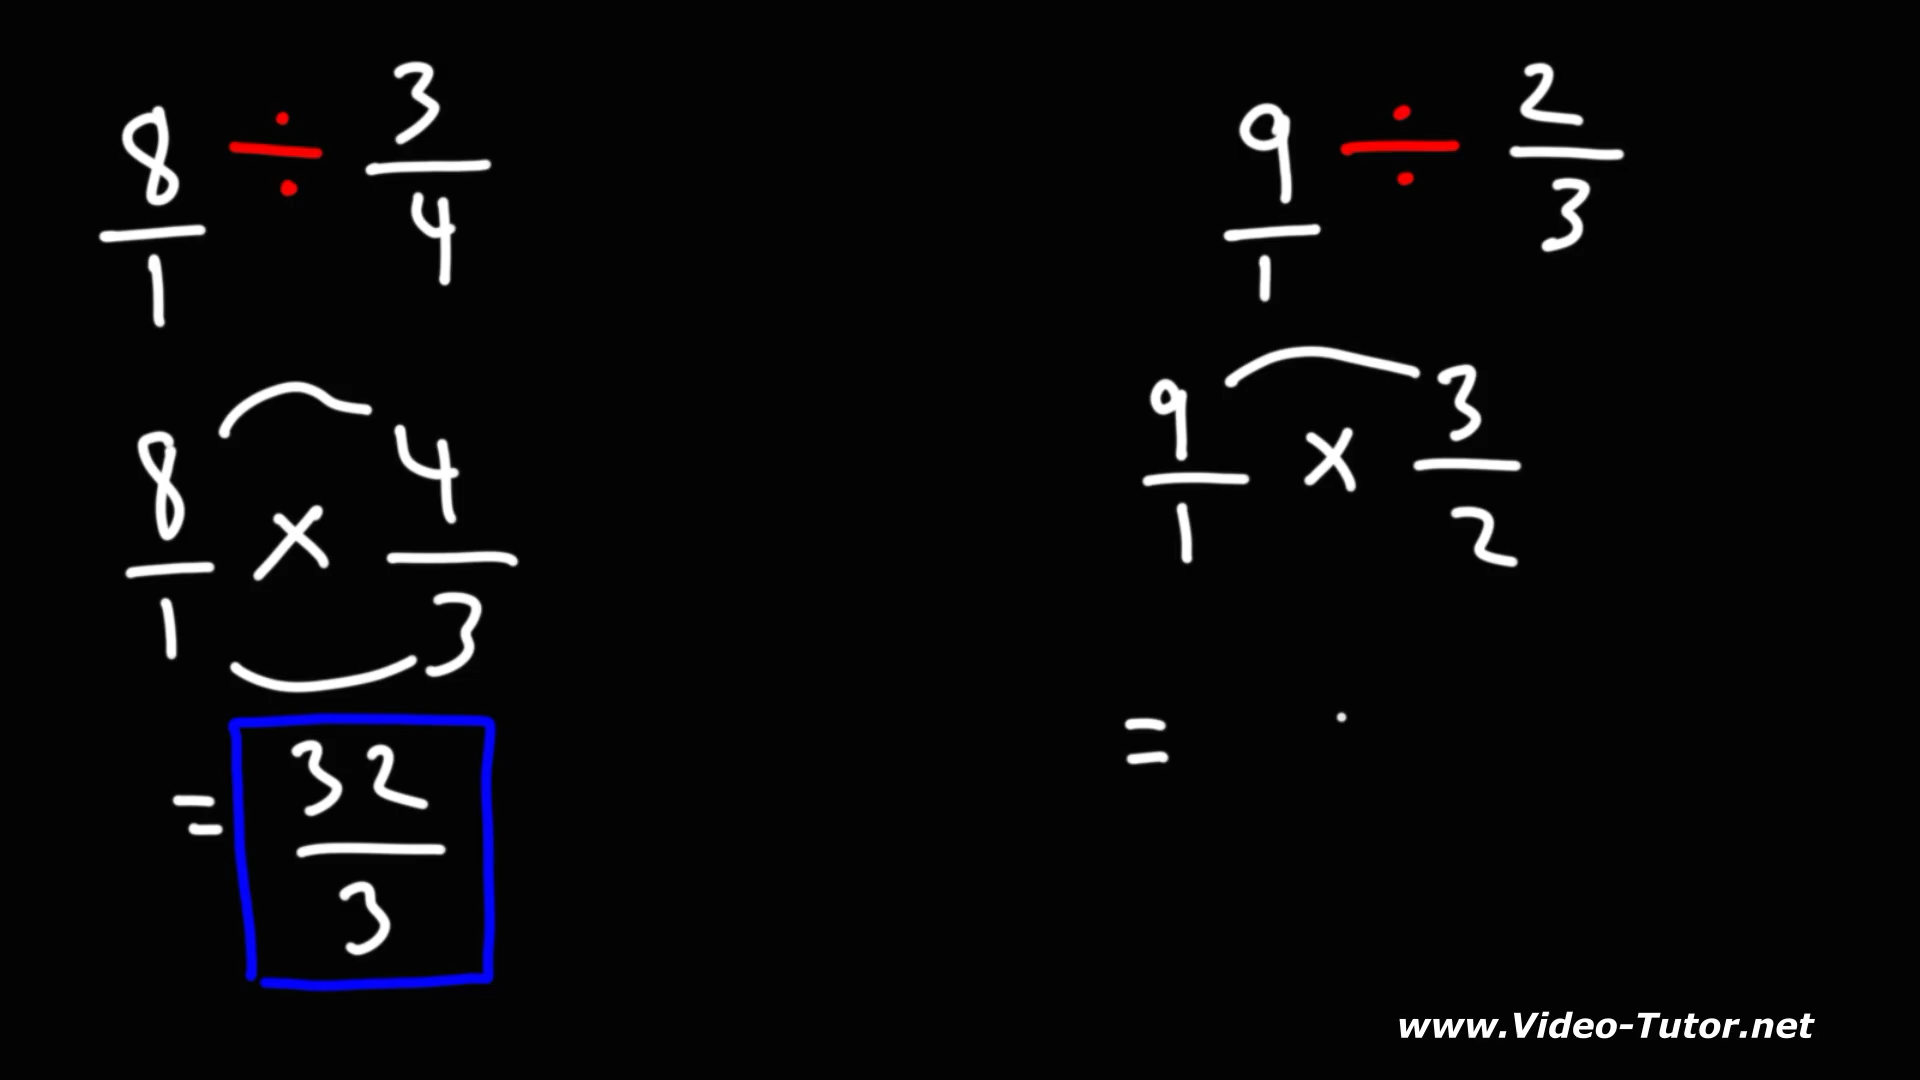 8/1 ÷ 3/4
8/1 × 4/3
= 32/3
9/1 ÷ 2/3
9/1 × 3/2
=
www.Video-Tutor.net